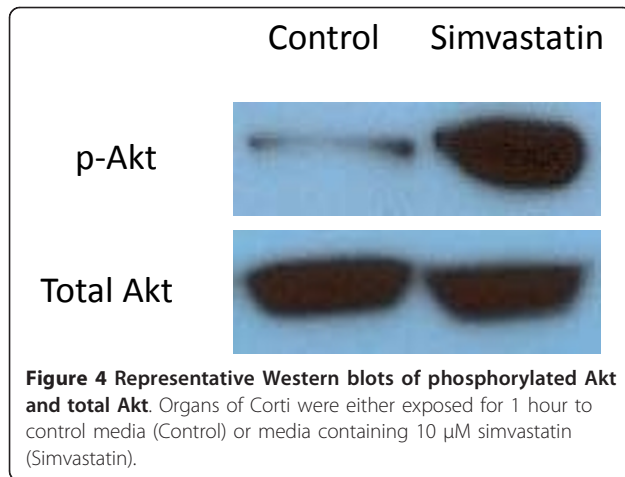 Control Simvastatin
p-Akt
Total Akt
Figure 4 Representative Western blots of phosphorylated Akt
and total Akt. Organs of Corti were either exposed for 1 hour to
control media (Control) or media containing 10 μM simvastatin
(Simvastatin).